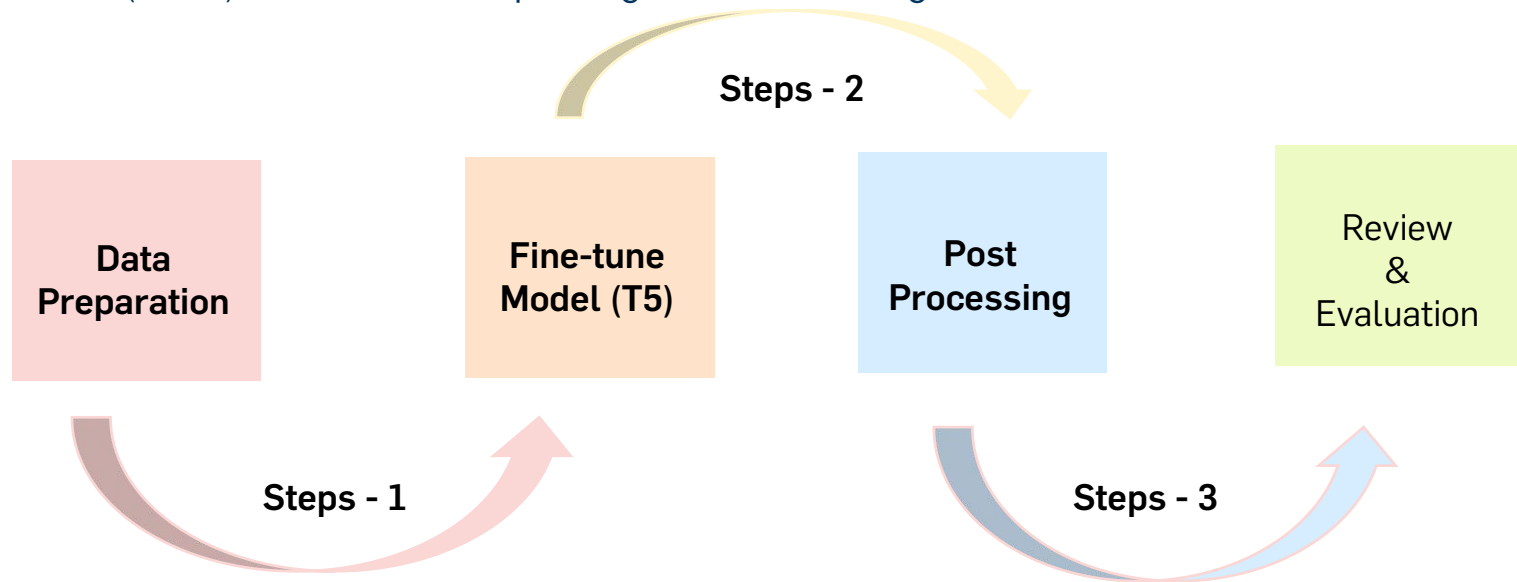 Steps - 2
Data
Preparation
Fine-tune
Model (T5)
Post
Processing
Review
&
Evaluation
Steps - 1
Steps - 3